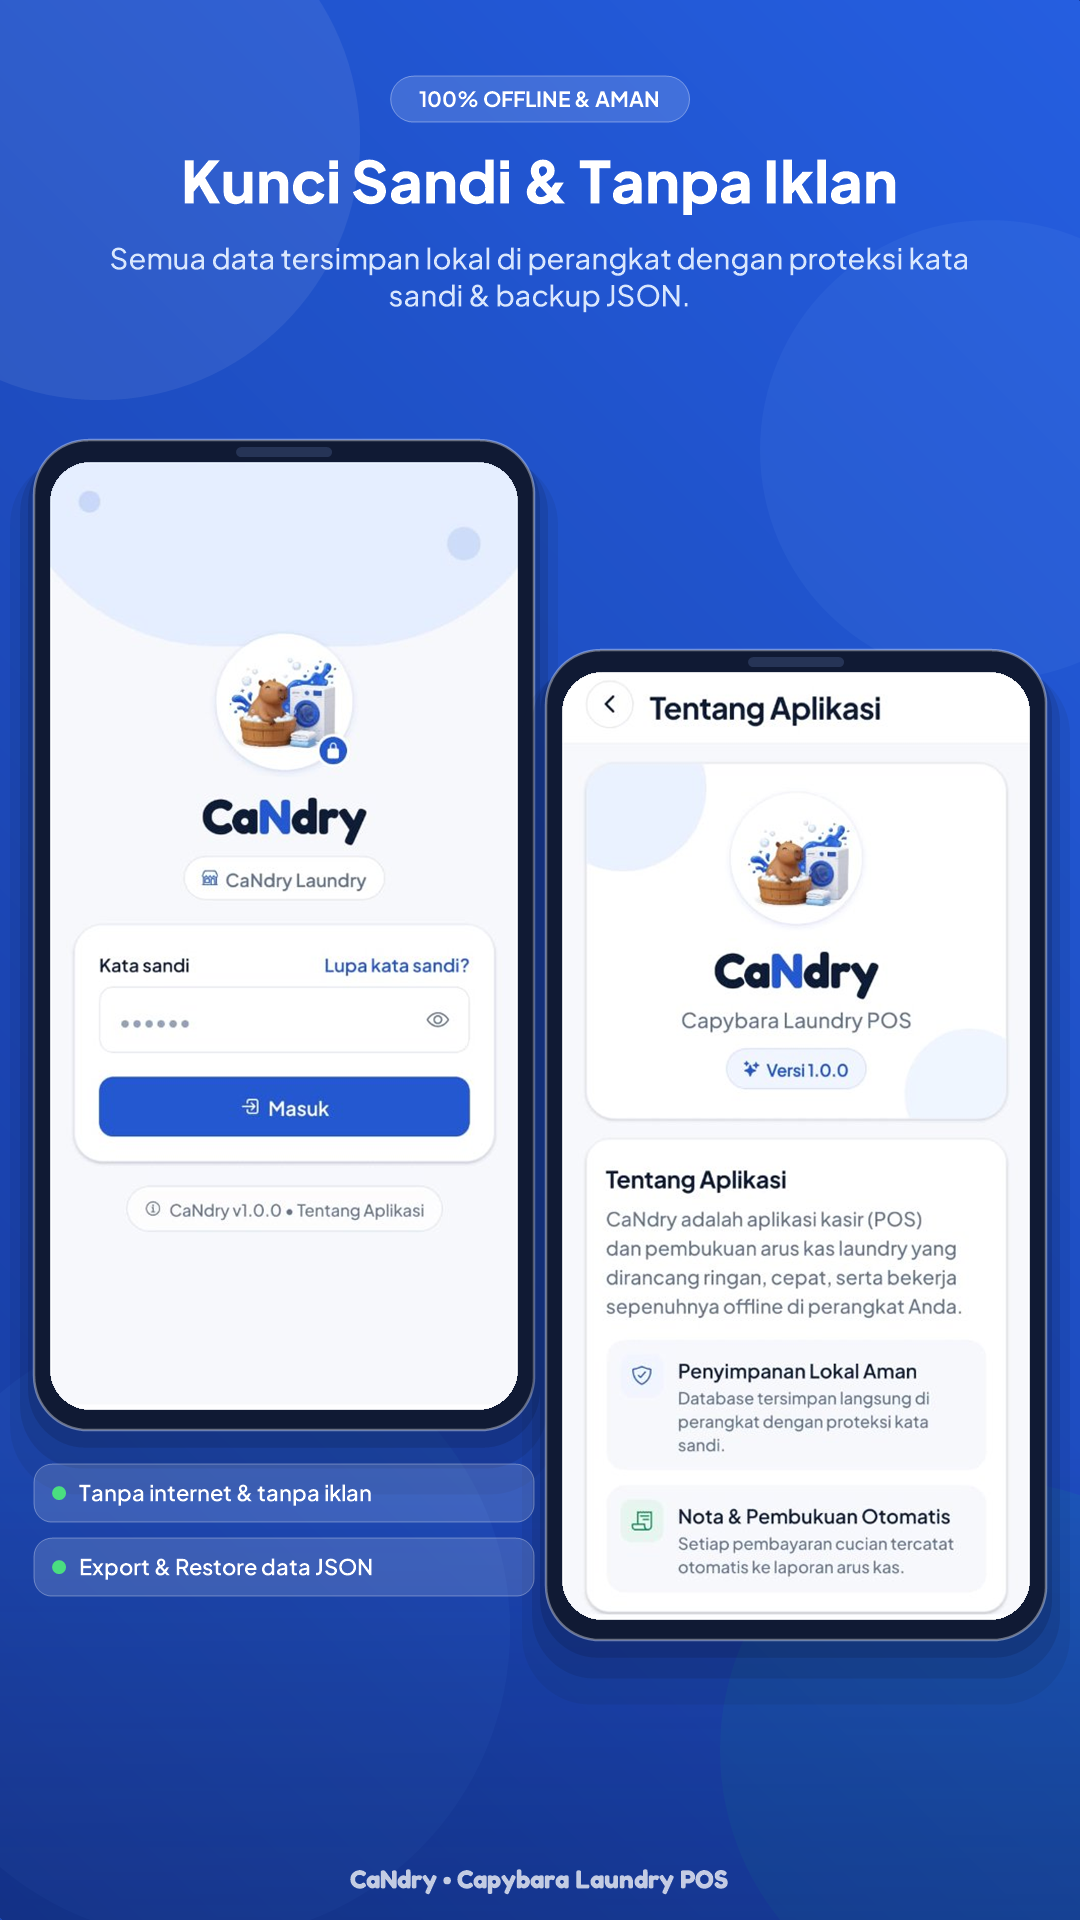 100% OFFLINE & AMAN
Kunci Sandi & Tanpa Iklan
Semua data tersimpan lokal di perangkat dengan proteksi kata
sandi & backup JSON.
CaNdry
CaNdry Laundry
Kata sandi
Lupa kata sandi?
Masuk
CaNdry v1.0.0 • Tentang Aplikasi
Tanpa internet & tanpa iklan
Export & Restore data JSON
Tentang Aplikasi
CaNdry
Capybara Laundry POS
Versi 1.0.0
Tentang Aplikasi
CaNdry adalah aplikasi kasir (POS)
dan pembukuan arus kas laundry yang
dirancang ringan, cepat, serta bekerja
sepenuhnya offline di perangkat Anda.
Penyimpanan Lokal Aman
Database tersimpan langsung di
perangkat dengan proteksi kata
sandi.
Nota & Pembukuan Otomatis
Setiap pembayaran cucian tercatat
otomatis ke laporan arus kas.
CaNdry • Capybara Laundry POS